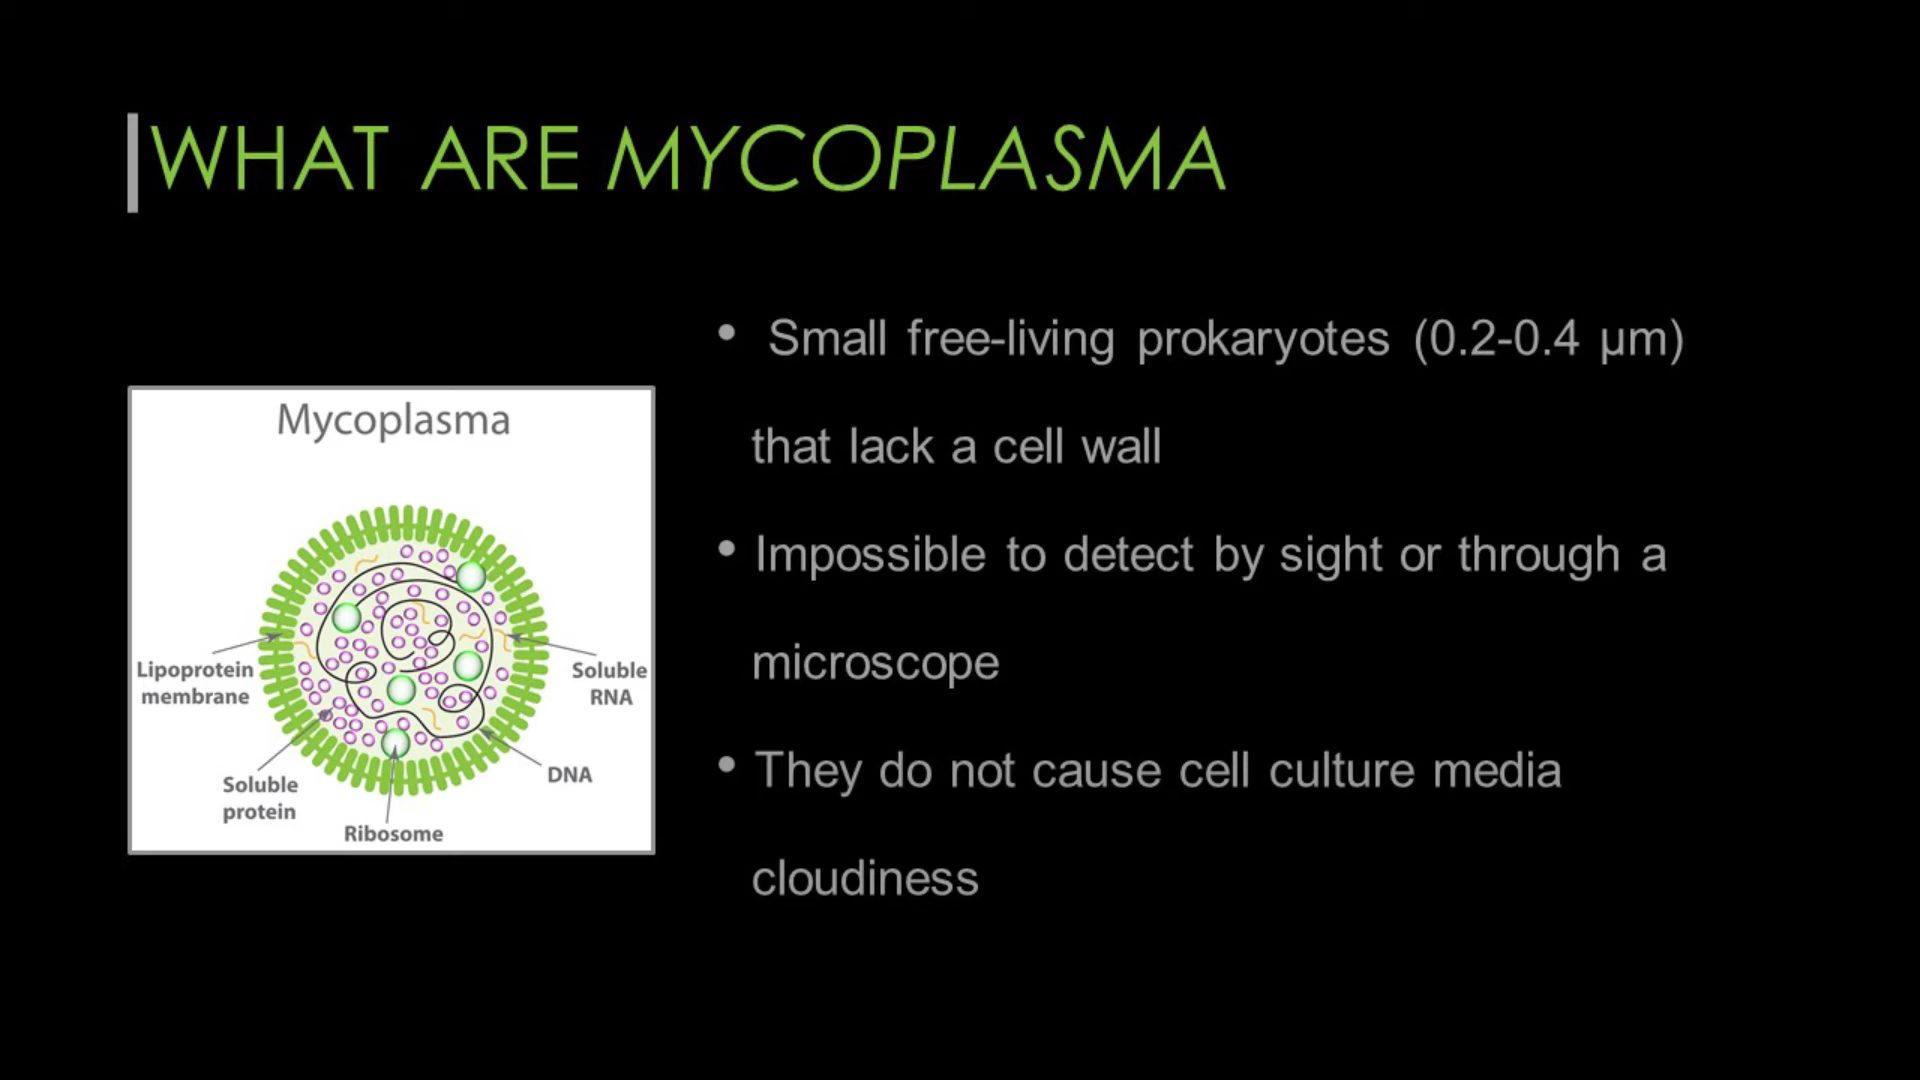 WHAT ARE MYCOPLASMA
Mycoplasma
Lipoprotein
membrane
Soluble
RNA
Soluble
protein
DNA
Ribosome
• Small free-living prokaryotes (0.2-0.4 μm)
that lack a cell wall
• Impossible to detect by sight or through a
microscope
• They do not cause cell culture media
cloudiness